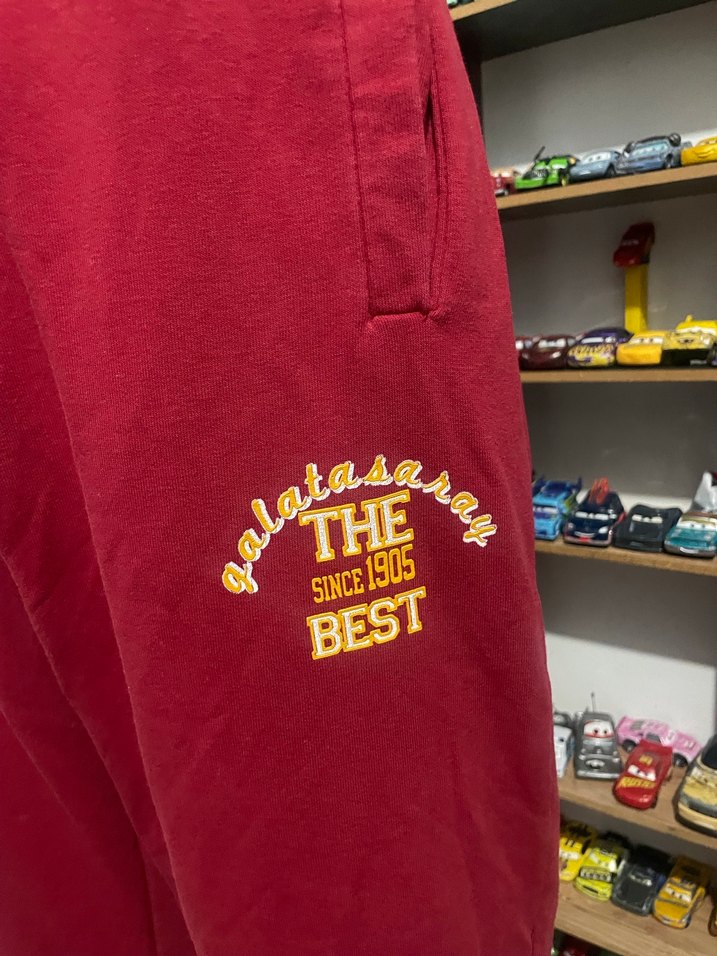 galatasaray
THE
SINCE 1905
BEST